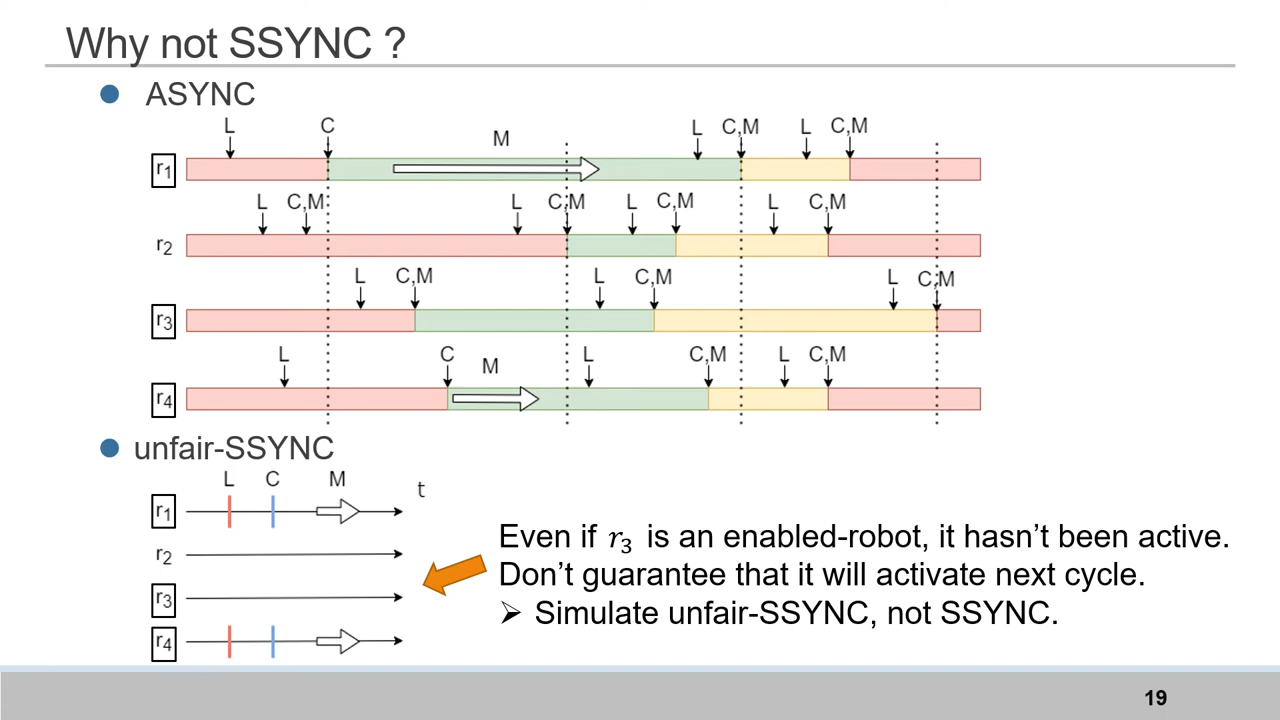 Why not SSYNC ?
ASYNC
L C M L C,M L C,M
r1
L C,M L C,M L C,M L C,M
r2
L C,M L C,M L C,M
r3
L C M L C,M L C,M
r4
unfair-SSYNC
L C M t
r1
r2
r3
r4
Even if r3 is an enabled-robot, it hasn’t been active.
Don’t guarantee that it will activate next cycle.
➢ Simulate unfair-SSYNC, not SSYNC.
19